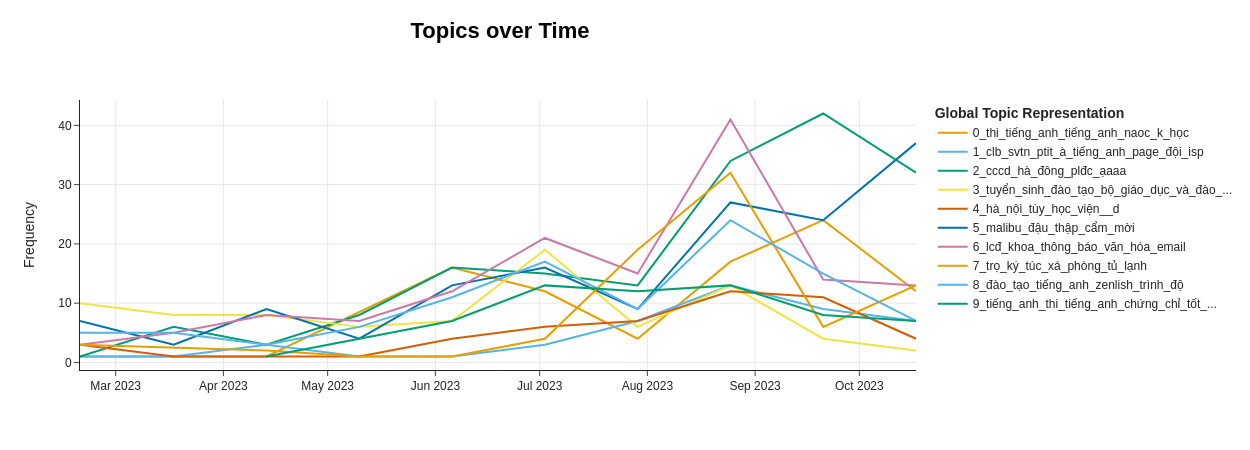 Topics over Time
Frequency
40
30
20
10
0
Mar 2023
Apr 2023
May 2023
Jun 2023
Jul 2023
Aug 2023
Sep 2023
Oct 2023
Global Topic Representation
0_thi_tiếng_anh_tiếng_anh_naoc_k_học
1_clb_svtn_ptit_à_tiếng_anh_page_đội_isp
2_cccd_hà_đông_plđc_aaaa
3_tuyển_sinh_đào_tạo_bộ_giáo_dục_và_đào_...
4_hà_nội_tùy_học_viện__d
5_malibu_đậu_thập_cẩm_mời
6_lcđ_khoa_thông_báo_văn_hóa_email
7_trọ_ký_túc_xá_phòng_tủ_lạnh
8_đào_tạo_tiếng_anh_zenlish_trình_độ
9_tiếng_anh_thi_tiếng_anh_chứng_chỉ_tốt_...